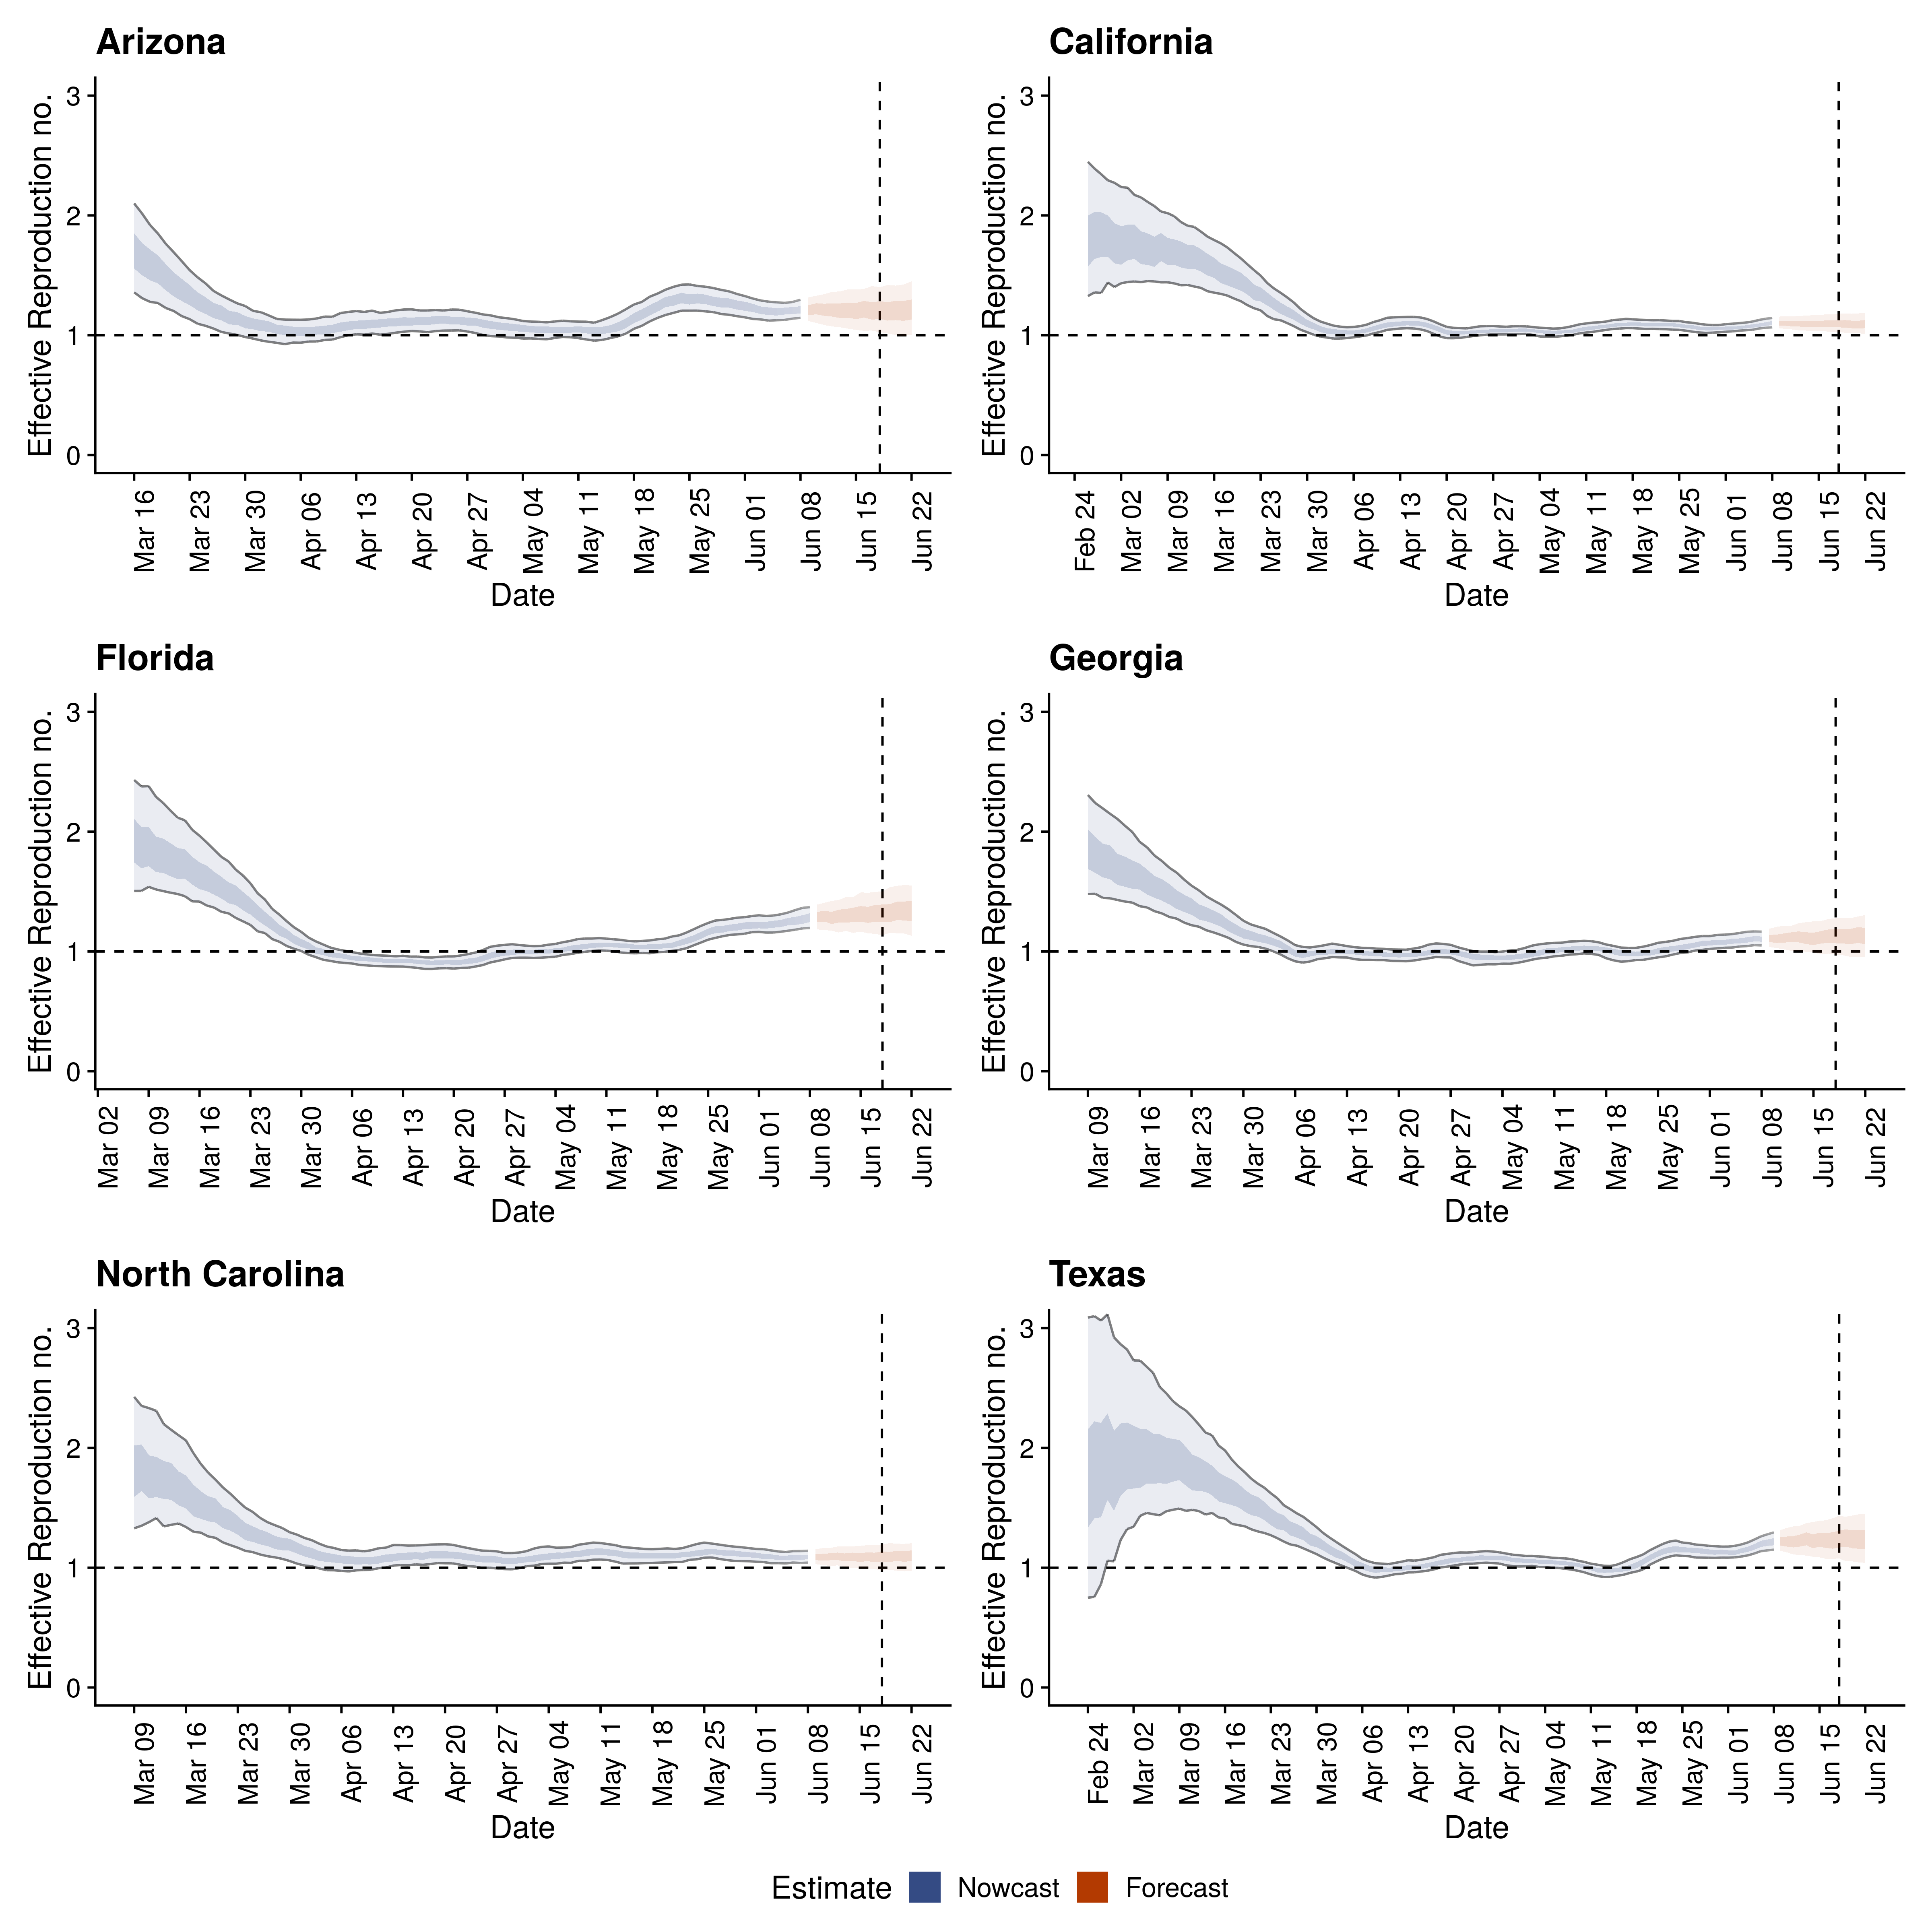 Arizona
Effective Reproduction no.
3
2
1
0
Mar 16
Mar 23
Mar 30
Apr 06
Apr 13
Apr 20
Apr 27
May 04
May 11
May 18
May 25
Jun 01
Jun 08
Jun 15
Jun 22
Date
California
Effective Reproduction no.
3
2
1
0
Feb 24
Mar 02
Mar 09
Mar 16
Mar 23
Mar 30
Apr 06
Apr 13
Apr 20
Apr 27
May 04
May 11
May 18
May 25
Jun 01
Jun 08
Jun 15
Jun 22
Date
Florida
Effective Reproduction no.
3
2
1
0
Mar 02
Mar 09
Mar 16
Mar 23
Mar 30
Apr 06
Apr 13
Apr 20
Apr 27
May 04
May 11
May 18
May 25
Jun 01
Jun 08
Jun 15
Jun 22
Date
Georgia
Effective Reproduction no.
3
2
1
0
Mar 09
Mar 16
Mar 23
Mar 30
Apr 06
Apr 13
Apr 20
Apr 27
May 04
May 11
May 18
May 25
Jun 01
Jun 08
Jun 15
Jun 22
Date
North Carolina
Effective Reproduction no.
3
2
1
0
Mar 09
Mar 16
Mar 23
Mar 30
Apr 06
Apr 13
Apr 20
Apr 27
May 04
May 11
May 18
May 25
Jun 01
Jun 08
Jun 15
Jun 22
Date
Texas
Effective Reproduction no.
3
2
1
0
Feb 24
Mar 02
Mar 09
Mar 16
Mar 23
Mar 30
Apr 06
Apr 13
Apr 20
Apr 27
May 04
May 11
May 18
May 25
Jun 01
Jun 08
Jun 15
Jun 22
Date
Estimate Nowcast Forecast